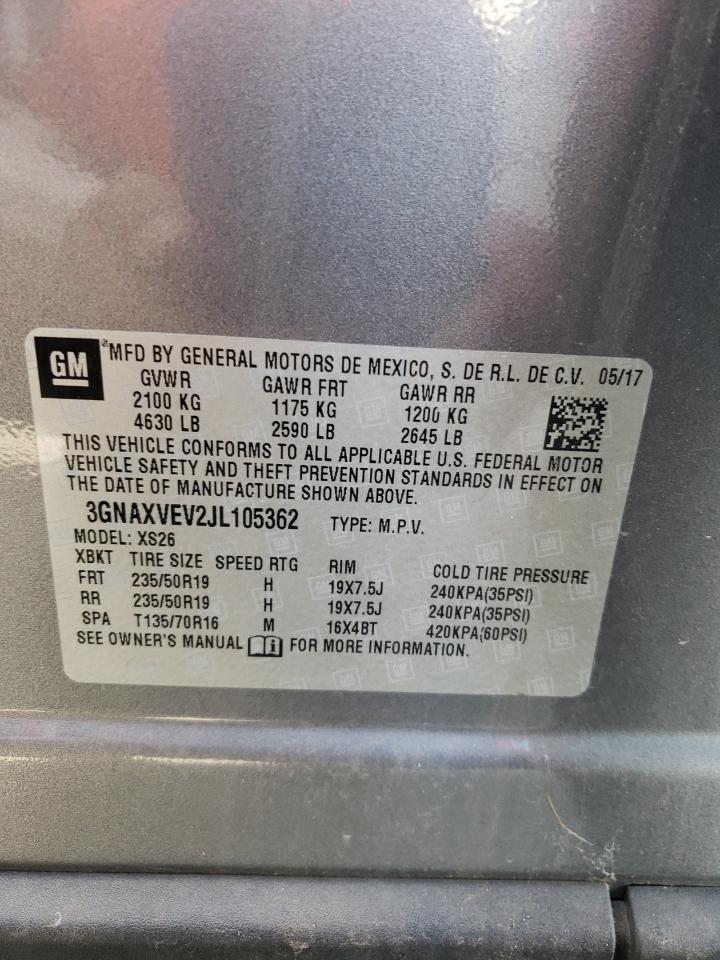 GM
®MFD BY GENERAL MOTORS DE MEXICO, S. DE R.L. DE C.V. 05/17
GVWR GAWR FRT GAWR RR
2100 KG 1175 KG 1200 KG
4630 LB 2590 LB 2645 LB
THIS VEHICLE CONFORMS TO ALL APPLICABLE U.S. FEDERAL MOTOR
VEHICLE SAFETY AND THEFT PREVENTION STANDARDS IN EFFECT ON
THE DATE OF MANUFACTURE SHOWN ABOVE.
3GNAXVEV2JL105362 TYPE: M.P.V.
MODEL: XS26
XBKT TIRE SIZE SPEED RTG RIM COLD TIRE PRESSURE
FRT 235/50R19 H 19X7.5J 240KPA(35PSI)
RR 235/50R19 H 19X7.5J 240KPA(35PSI)
SPA T135/70R16 M 16X4BT 420KPA(60PSI)
SEE OWNER'S MANUAL FOR MORE INFORMATION.